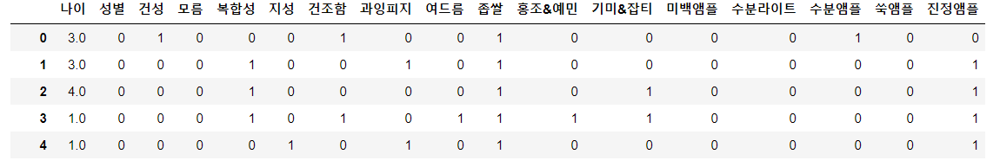 나이 성별 건성 모름 복합성 지성 건조함 과잉피지 여드름 좁쌀 홍조&예민 기미&잡티 미백앰플 수분라이트 수분앰플 쑥앰플 진정앰플
0 3.0 0 1 0 0 0 1 0 0 1 0 0 0 0 1 0 0
1 3.0 0 0 0 1 0 0 1 0 1 0 0 0 0 0 0 1
2 4.0 0 0 0 1 0 0 0 0 1 0 1 0 0 0 0 1
3 1.0 0 0 0 1 0 1 0 1 1 1 1 0 0 0 0 1
4 1.0 0 0 0 0 1 0 1 0 1 0 0 0 0 0 0 1